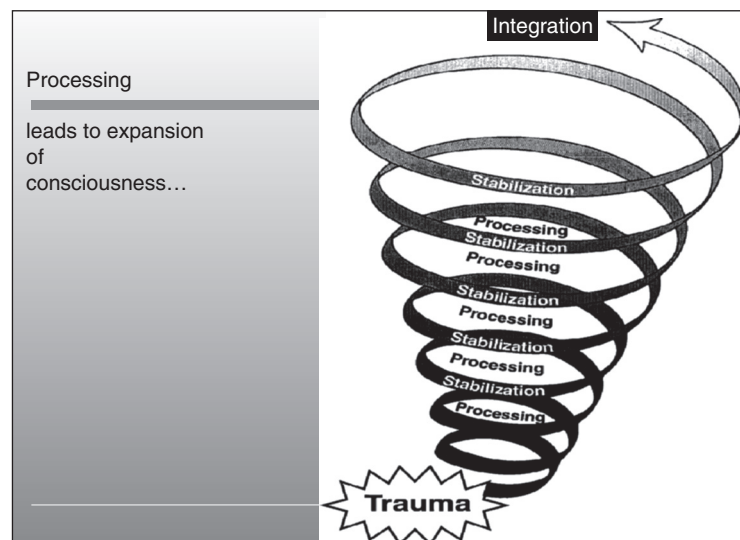 Integration
Processing
leads to expansion
of
consciousness…
Stabilization
Processing
Stabilization
Processing
Stabilization
Processing
Stabilization
Processing
Stabilization
Processing
Trauma